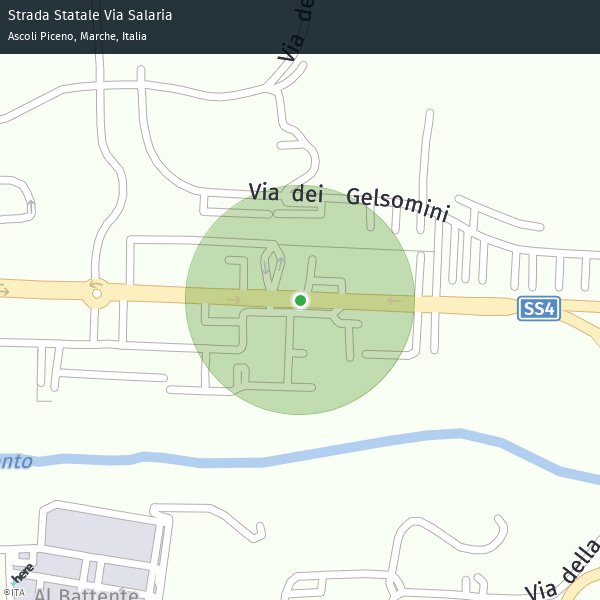 Strada Statale Via Salaria
Ascoli Piceno, Marche, Italia
Via de
Via dei Gelsomini
SS4
ento
Via della
Al Battente
here
©ITA